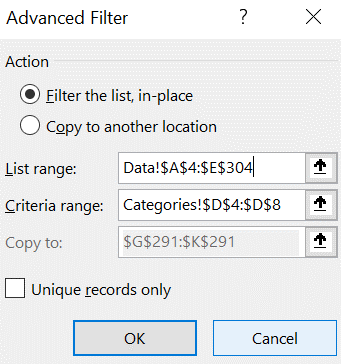 Advanced Filter ?
Action
Filter the list, in-place
Copy to another location
List range: Data!$A$4:$E$304
Criteria range: Categories!$D$4:$D$8
Copy to: $G$291:$K$291
Unique records only
OK Cancel